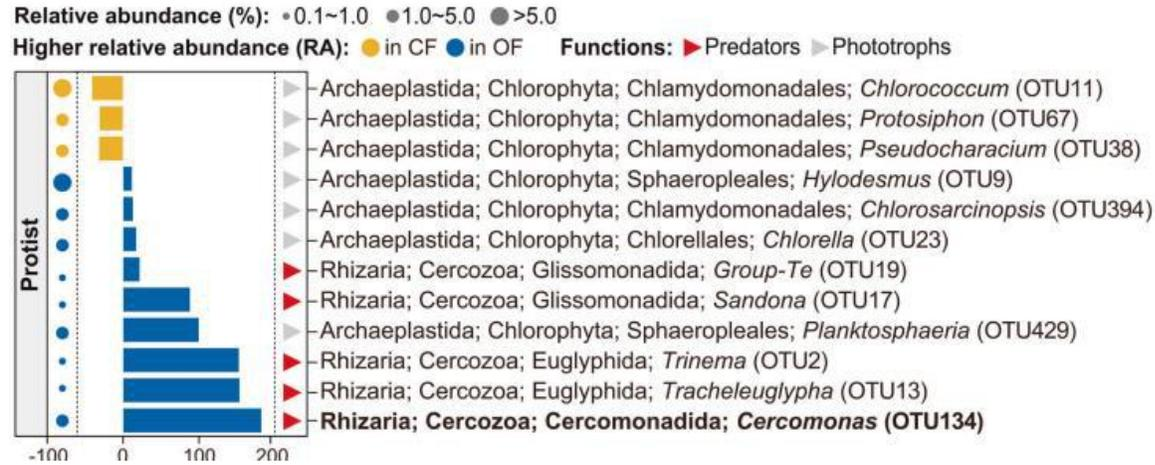 Relative abundance (%): 0.1~1.0 1.0~5.0 >5.0
Higher relative abundance (RA): in CF in OF Functions: Predators Phototrophs
Protist
Archaeplastida; Chlorophyta; Chlamydomonadales; Chlorococcum (OTU11)
Archaeplastida; Chlorophyta; Chlamydomonadales; Protosiphon (OTU67)
Archaeplastida; Chlorophyta; Chlamydomonadales; Pseudocharacium (OTU38)
Archaeplastida; Chlorophyta; Sphaeropleales; Hylodesmus (OTU9)
Archaeplastida; Chlorophyta; Chlamydomonadales; Chlorosarcinopsis (OTU394)
Archaeplastida; Chlorophyta; Chlorellales; Chlorella (OTU23)
Rhizaria; Cercozoa; Glissomonadida; Group-Te (OTU19)
Rhizaria; Cercozoa; Glissomonadida; Sandona (OTU17)
Archaeplastida; Chlorophyta; Sphaeropleales; Planktosphaeria (OTU429)
Rhizaria; Cercozoa; Euglyphida; Trinema (OTU2)
Rhizaria; Cercozoa; Euglyphida; Tracheleuglypha (OTU13)
Rhizaria; Cercozoa; Cercomonadida; Cercomonas (OTU134)
-100 0 100 200